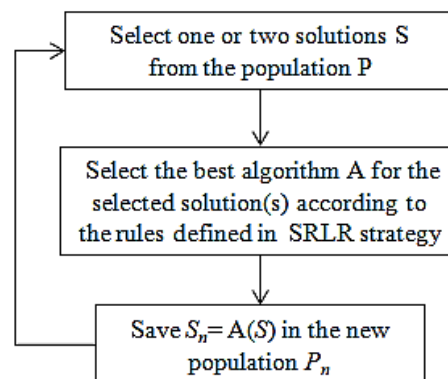 Select one or two solutions S
from the population P
Select the best algorithm A for the
selected solution(s) according to
the rules defined in SRLR strategy
Save Sn= A(S) in the new
population Pn